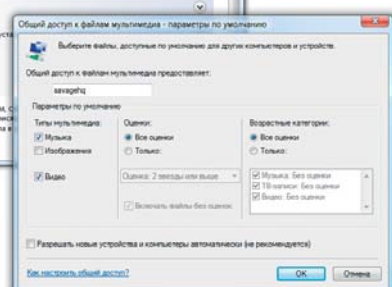 Общий доступ к файлам мультимедиа - параметры по умолчанию
Выберите файлы, доступные по умолчанию для других компьютеров и устройств.
Общий доступ к файлам мультимедиа предоставляет:
savagehq
Параметры по умолчанию
Типы мультимедиа: Оценки: Возрастные категории:
Музыка Все оценки Все оценки
Изображения Только: Только:
Видео Оценка: 2 звезды или выше Музыка: Без оценки
ТВ-записи: Без оценки
Включать файлы без оценок Видео: Без оценки
Разрешать новые устройства и компьютеры автоматически (не рекомендуется)
Как настроить общий доступ?
ОК Отмена